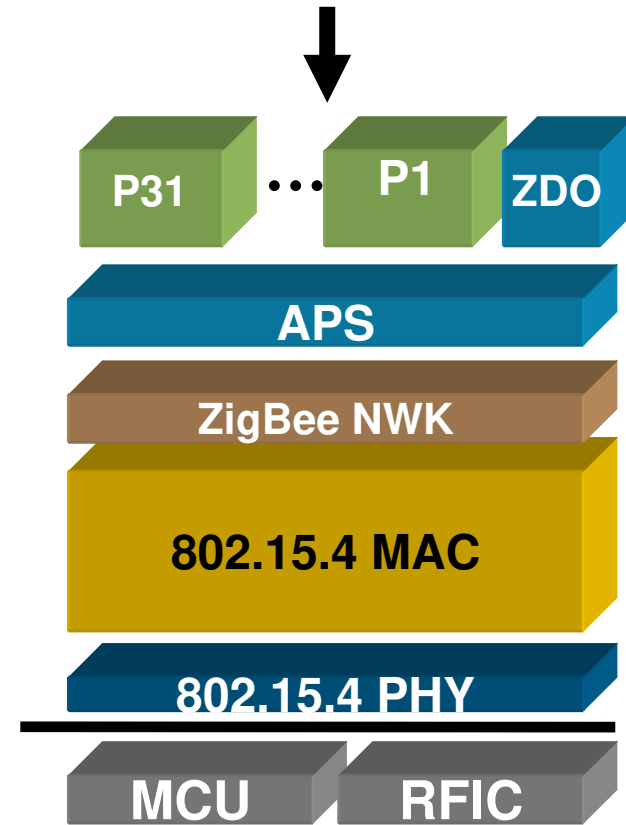 P31 ... P1 ZDO
APS
ZigBee NWK
802.15.4 MAC
802.15.4 PHY
MCU RFIC